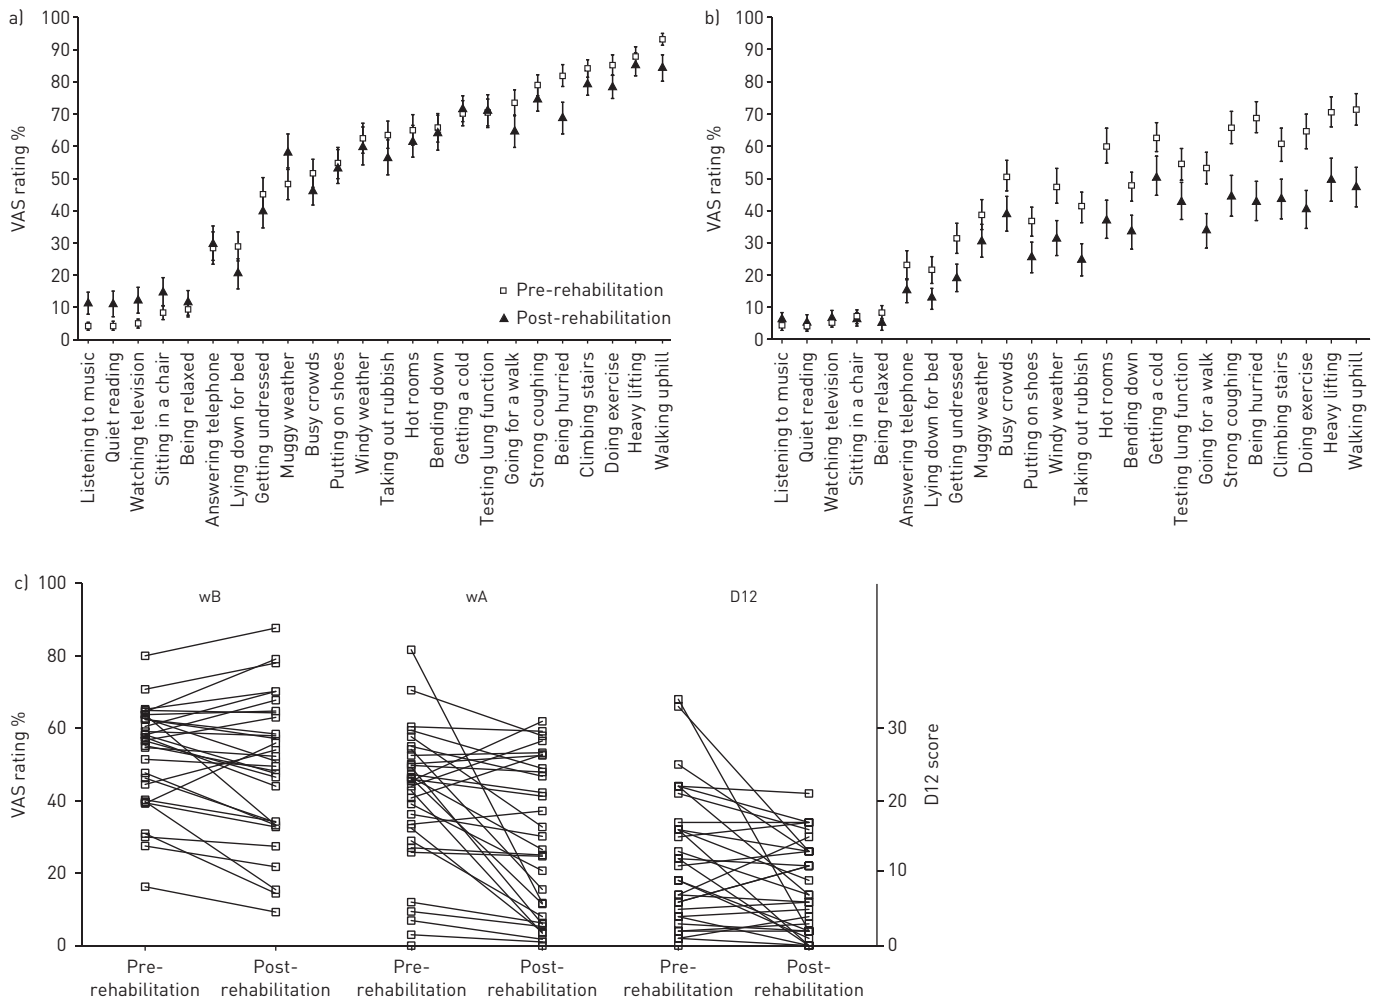 a)
100
90
80
70
60
50
40
30
20
10
0
VAS rating %
Pre-rehabilitation
Post-rehabilitation
Listening to music
Quiet reading
Watching television
Sitting in a chair
Being relaxed
Answering telephone
Lying down for bed
Getting undressed
Muggy weather
Busy crowds
Putting on shoes
Windy weather
Taking out rubbish
Hot rooms
Bending down
Getting a cold
Testing lung function
Going for a walk
Strong coughing
Being hurried
Climbing stairs
Doing exercise
Heavy lifting
Walking uphill
b)
100
90
80
70
60
50
40
30
20
10
0
VAS rating %
Listening to music
Quiet reading
Watching television
Sitting in a chair
Being relaxed
Answering telephone
Lying down for bed
Getting undressed
Muggy weather
Busy crowds
Putting on shoes
Windy weather
Taking out rubbish
Hot rooms
Bending down
Getting a cold
Testing lung function
Going for a walk
Strong coughing
Being hurried
Climbing stairs
Doing exercise
Heavy lifting
Walking uphill
c)
100
80
60
40
20
0
VAS rating %
wB
wA
D12
30
20
10
0
D12 score
Pre-
rehabilitation
Post-
rehabilitation
Pre-
rehabilitation
Post-
rehabilitation
Pre-
rehabilitation
Post-
rehabilitation